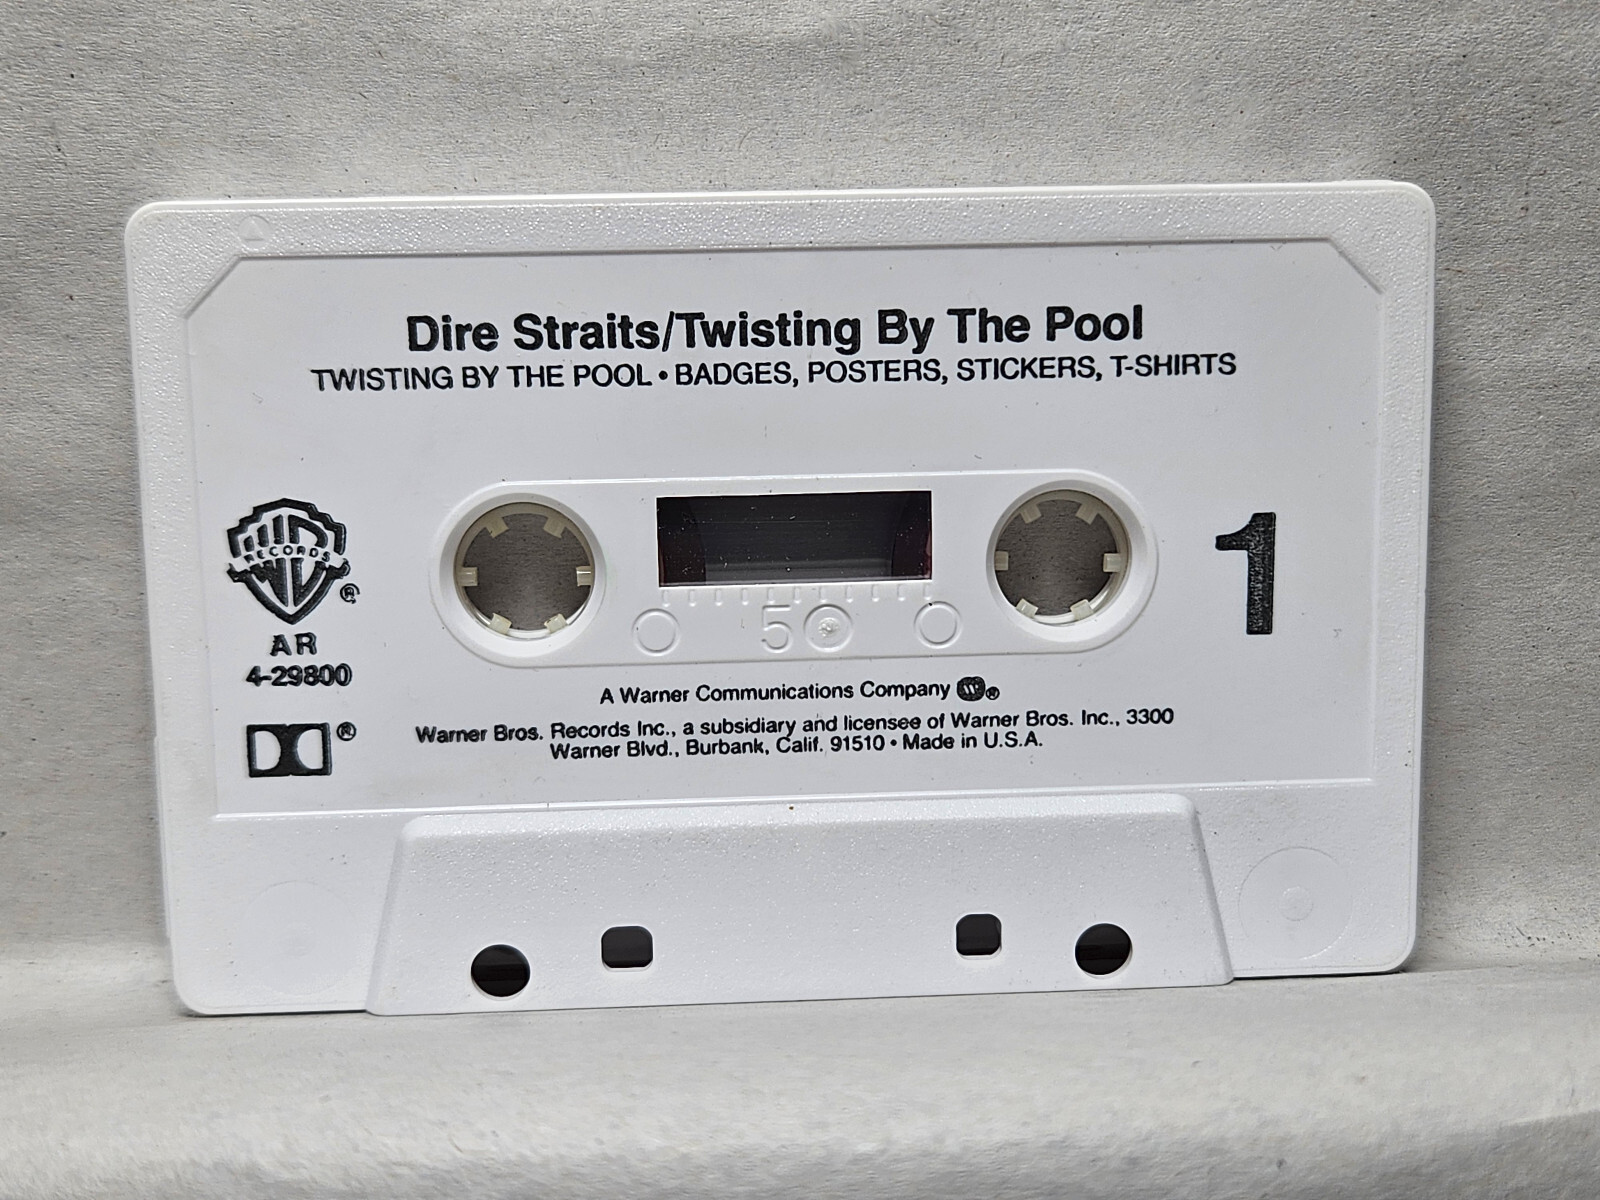 Dire Straits/Twisting By The Pool
TWISTING BY THE POOL • BADGES, POSTERS, STICKERS, T-SHIRTS
RECORDS
®
AR
4-29800
®
50
1
A Warner Communications Company ®
Warner Bros. Records Inc., a subsidiary and licensee of Warner Bros. Inc., 3300
Warner Blvd., Burbank, Calif. 91510 • Made in U.S.A.